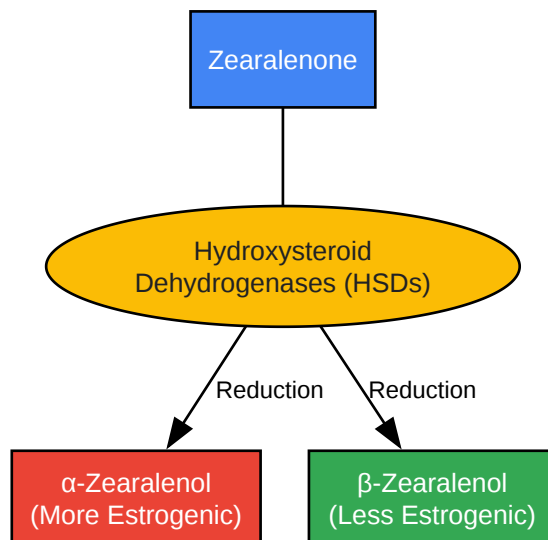 Zearalenone
Hydroxysteroid
Dehydrogenases (HSDs)
Reduction
Reduction
α-Zearalenol
(More Estrogenic)
β-Zearalenol
(Less Estrogenic)